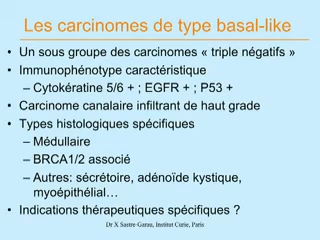 Les carcinomes de type basal-like
• Un sous groupe des carcinomes « triple négatifs »
• Immunophénotype caractéristique
– Cytokératine 5/6 + ; EGFR + ; P53 +
• Carcinome canalaire infiltrant de haut grade
• Types histologiques spécifiques
– Médullaire
– BRCA1/2 associé
– Autres: sécrétoire, adénoïde kystique,
myoépithélial…
• Indications thérapeutiques spécifiques ?
Dr X Sastre-Garau, Institut Curie, Paris